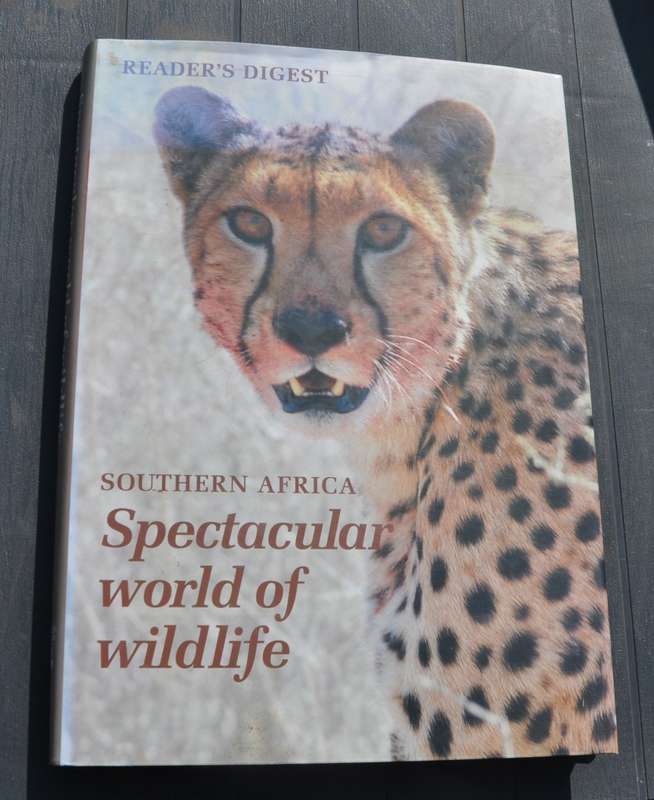 READER'S DIGEST
SOUTHERN AFRICA
Spectacular
world of
wildlife